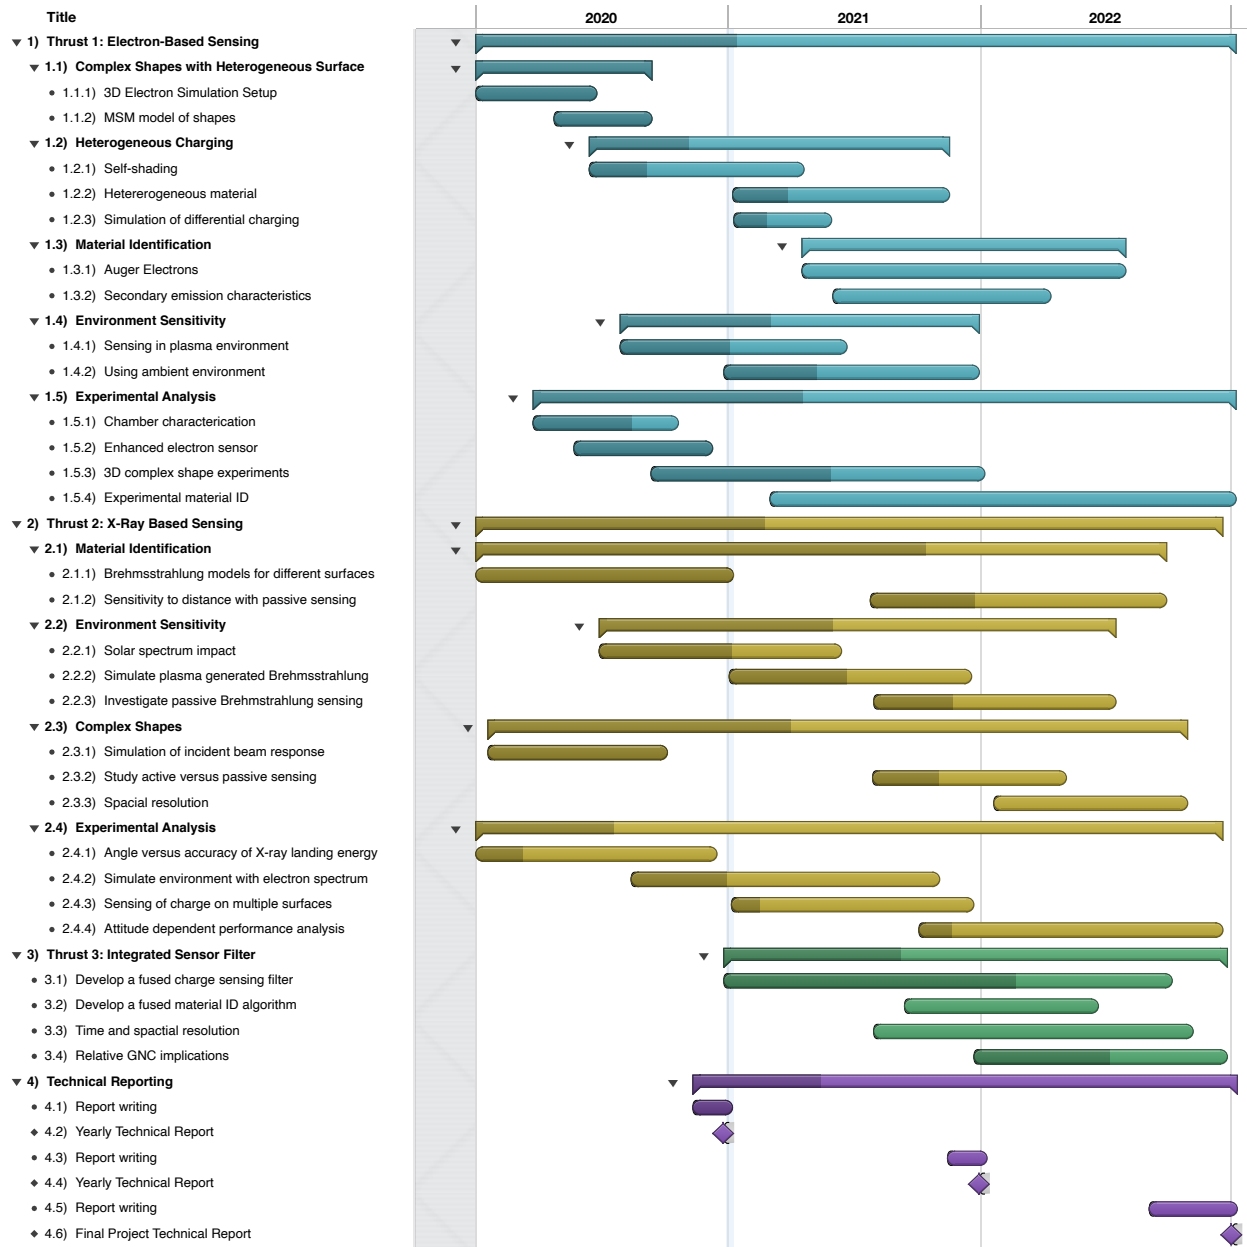 Title 2020 2021 2022
1) Thrust 1: Electron-Based Sensing
1.1) Complex Shapes with Heterogeneous Surface
1.1.1) 3D Electron Simulation Setup
1.1.2) MSM model of shapes
1.2) Heterogeneous Charging
1.2.1) Self-shading
1.2.2) Hetererogeneous material
1.2.3) Simulation of differential charging
1.3) Material Identification
1.3.1) Auger Electrons
1.3.2) Secondary emission characteristics
1.4) Environment Sensitivity
1.4.1) Sensing in plasma environment
1.4.2) Using ambient environment
1.5) Experimental Analysis
1.5.1) Chamber characterication
1.5.2) Enhanced electron sensor
1.5.3) 3D complex shape experiments
1.5.4) Experimental material ID
2) Thrust 2: X-Ray Based Sensing
2.1) Material Identification
2.1.1) Brehmsstrahlung models for different surfaces
2.1.2) Sensitivity to distance with passive sensing
2.2) Environment Sensitivity
2.2.1) Solar spectrum impact
2.2.2) Simulate plasma generated Brehmsstrahlung
2.2.3) Investigate passive Brehmstrahlung sensing
2.3) Complex Shapes
2.3.1) Simulation of incident beam response
2.3.2) Study active versus passive sensing
2.3.3) Spacial resolution
2.4) Experimental Analysis
2.4.1) Angle versus accuracy of X-ray landing energy
2.4.2) Simulate environment with electron spectrum
2.4.3) Sensing of charge on multiple surfaces
2.4.4) Attitude dependent performance analysis
3) Thrust 3: Integrated Sensor Filter
3.1) Develop a fused charge sensing filter
3.2) Develop a fused material ID algorithm
3.3) Time and spactial resolution
3.4) Relative GNC implications
4) Technical Reporting
4.1) Report writing
4.2) Yearly Technical Report
4.3) Report writing
4.4) Yearly Technical Report
4.5) Report writing
4.6) Final Project Technical Report